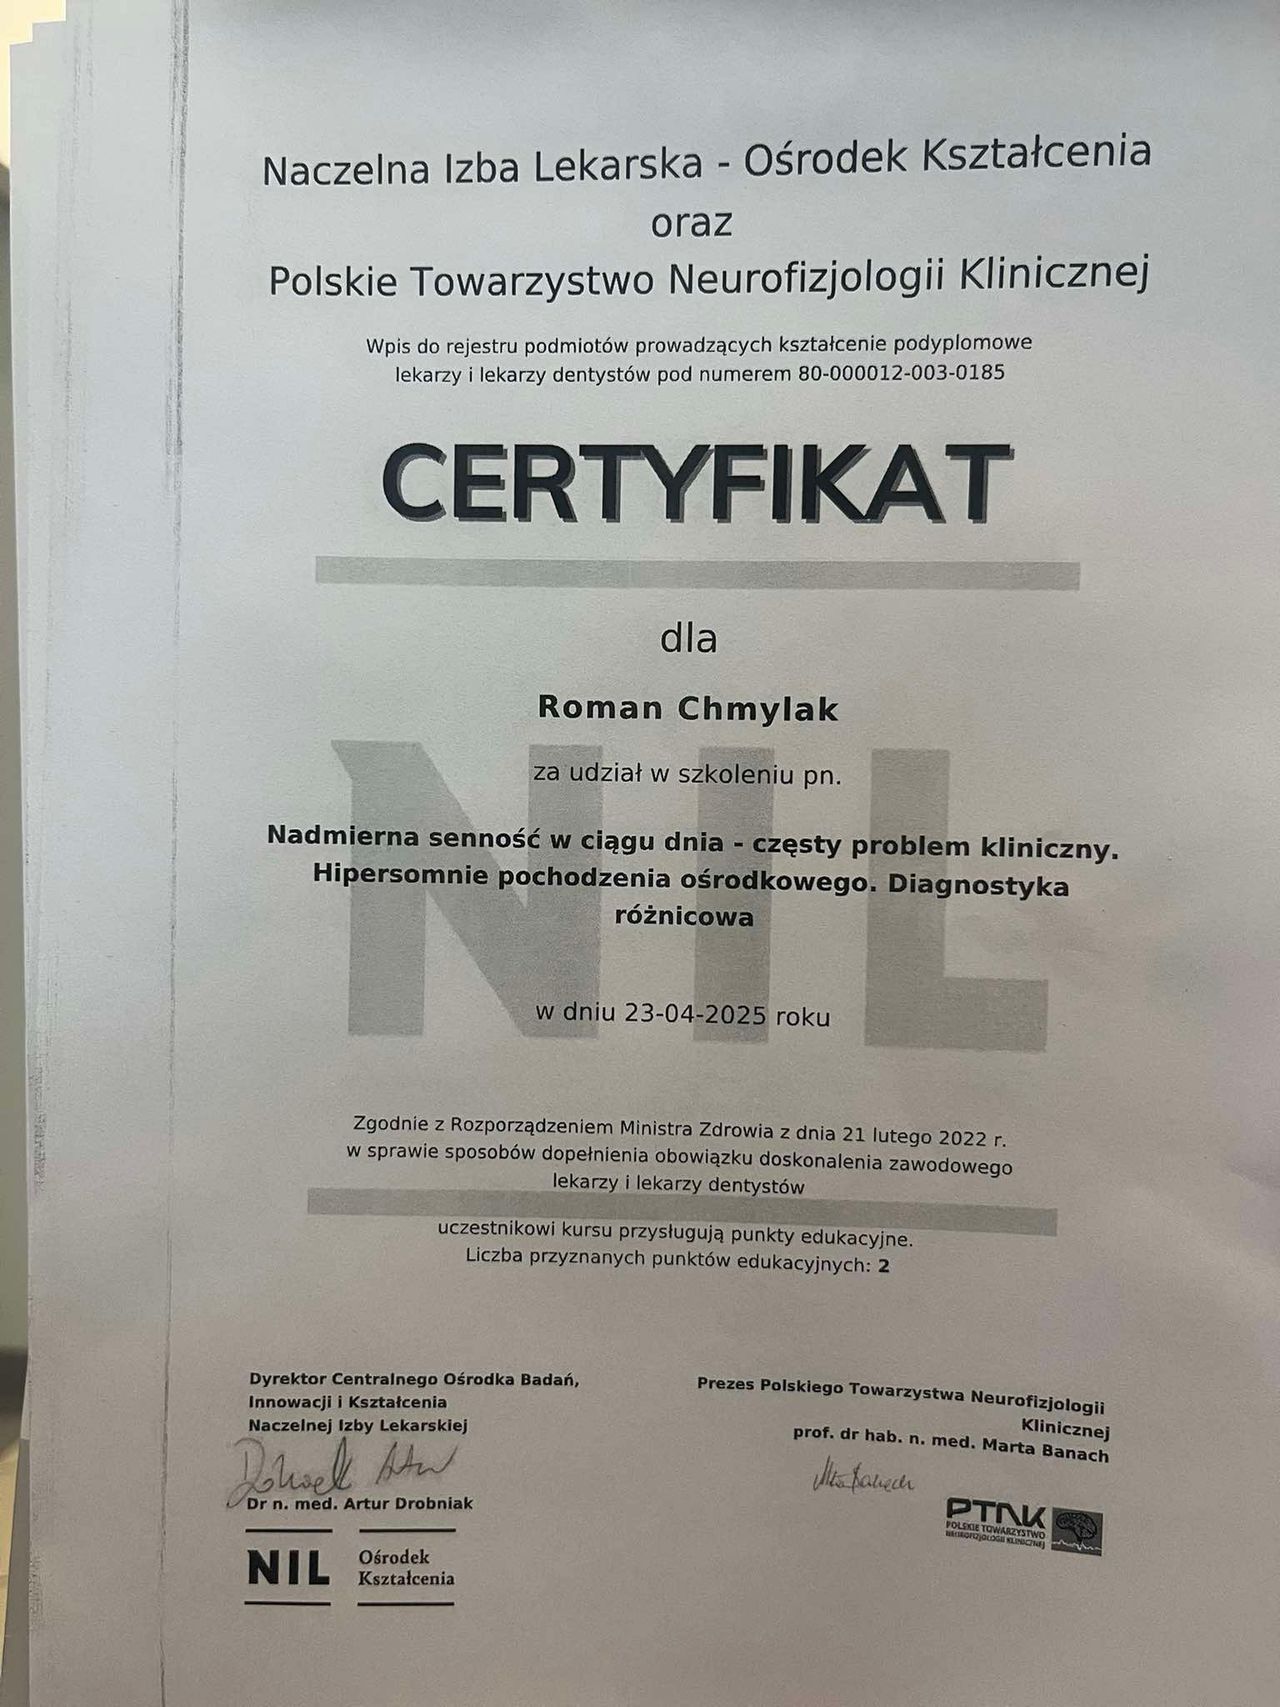 Naczelna Izba Lekarska - Ośrodek Kształcenia
oraz
Polskie Towarzystwo Neurofizjologii Klinicznej
Wpis do rejestru podmiotów prowadzących kształcenie podyplomowe
lekarzy i lekarzy dentystów pod numerem 80-000012-003-0185
CERTYFIKAT
dla
Roman Chmylak
za udział w szkoleniu pn.
Nadmierna senność w ciągu dnia - częsty problem kliniczny.
Hipersomnie pochodzenia ośrodkowego. Diagnostyka
różnicowa
NIL
w dniu 23-04-2025 roku
Zgodnie z Rozporządzeniem Ministra Zdrowia z dnia 21 lutego 2022 r.
w sprawie sposobów dopełnienia obowiązku doskonalenia zawodowego
lekarzy i lekarzy dentystów
uczestnikowi kursu przysługują punkty edukacyjne.
Liczba przyznanych punktów edukacyjnych: 2
Dyrektor Centralnego Ośrodka Badań,
Innowacji i Kształcenia
Naczelnej Izby Lekarskiej
Dr n. med. Artur Drobniak
NIL
Ośrodek
Kształcenia
Prezes Polskiego Towarzystwa Neurofizjologii
Klinicznej
prof. dr hab. n. med. Marta Banach
PTNK
POLSKIE TOWARZYSTWO
NEUROFIZJOLOGII KLINICZNEJ